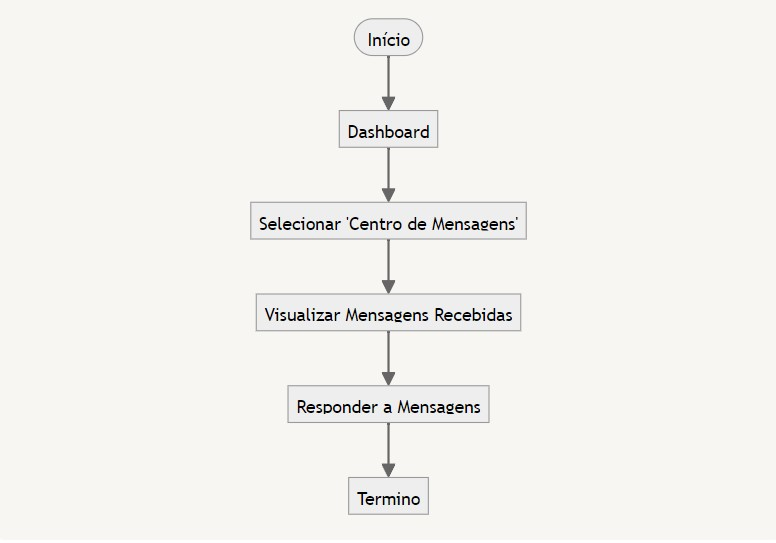 Início
Dashboard
Selecionar 'Centro de Mensagens'
Visualizar Mensagens Recebidas
Responder a Mensagens
Termino